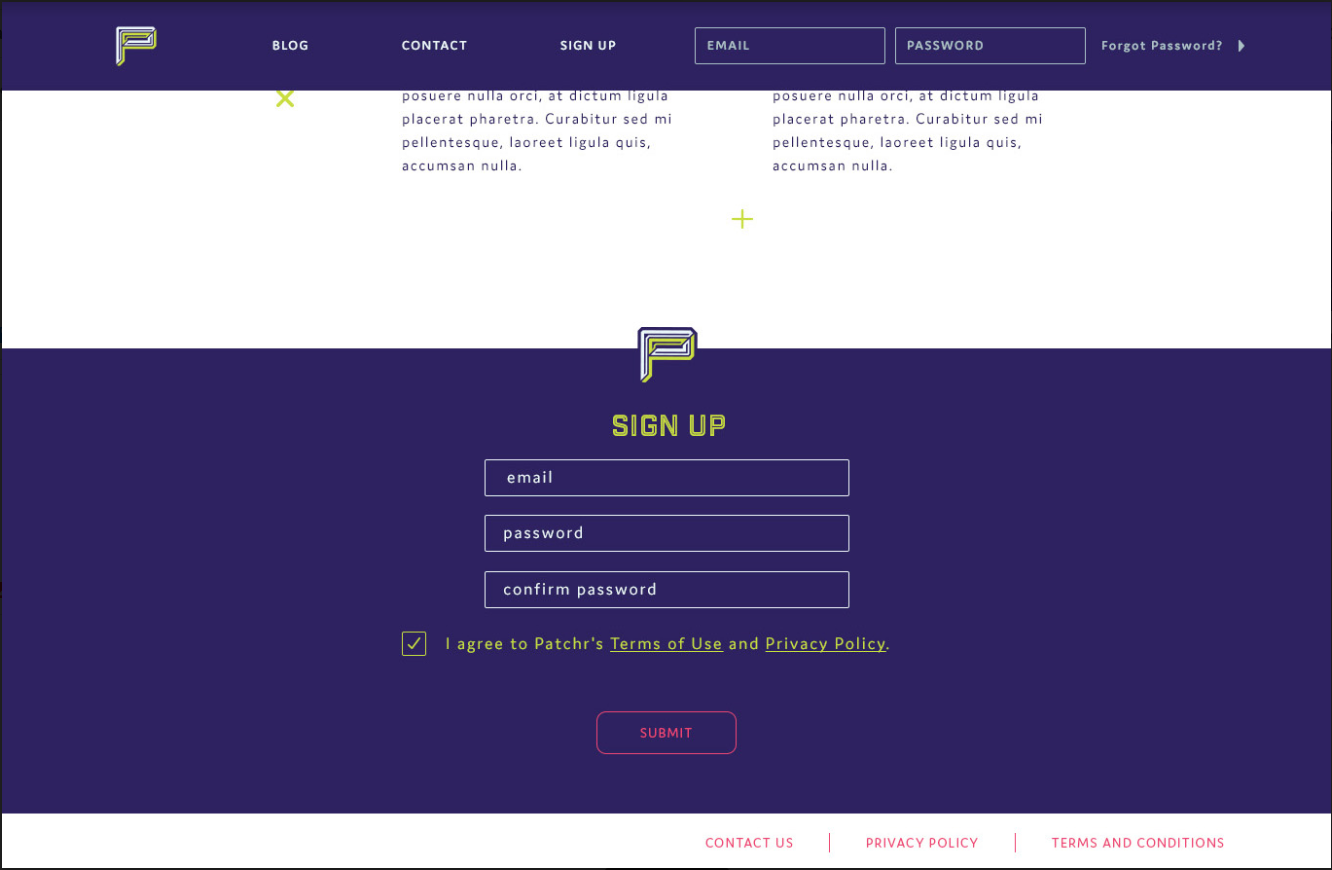 BLOG CONTACT SIGN UP EMAIL PASSWORD Forgot Password?
posuere nulla orci, at dictum ligula
placerat pharetra. Curabitur sed mi
pellentesque, laoreet ligula quis,
accumsan nulla.
posuere nulla orci, at dictum ligula
placerat pharetra. Curabitur sed mi
pellentesque, laoreet ligula quis,
accumsan nulla.
P
SIGN UP
email
password
confirm password
I agree to Patchr's Terms of Use and Privacy Policy.
SUBMIT
CONTACT US PRIVACY POLICY TERMS AND CONDITIONS